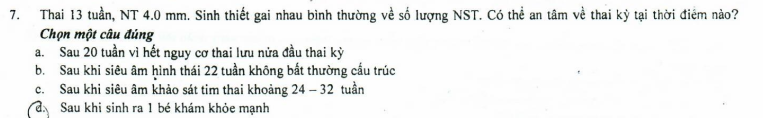 7. Thai 13 tuần, NT 4.0 mm. Sinh thiết gai nhau bình thường về số lượng NST. Có thể an tâm về thai kỳ tại thời điểm nào?
Chọn một câu đúng
a. Sau 20 tuần vì hết nguy cơ thai lưu nửa đầu thai kỳ
b. Sau khi siêu âm hình thái 22 tuần không bất thường cấu trúc
c. Sau khi siêu âm khảo sát tim thai khoảng 24 – 32 tuần
d. Sau khi sinh ra 1 bé khám khỏe mạnh